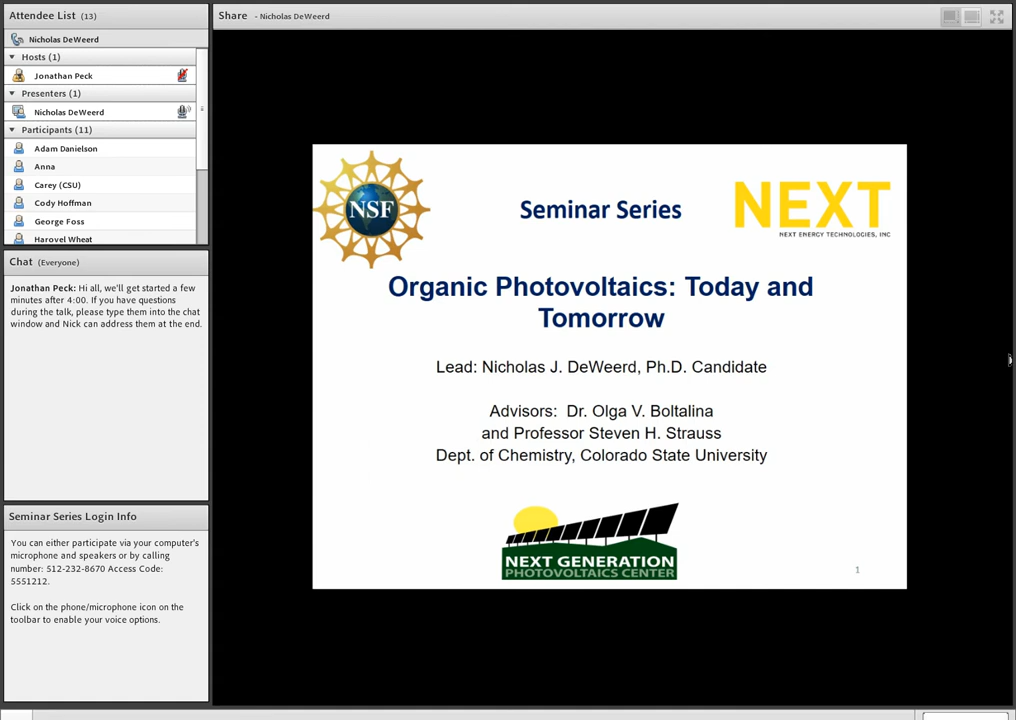 Attendee List (13)
Nicholas DeWeerd
Hosts (1)
Jonathan Peck
Presenters (1)
Nicholas DeWeerd
Participants (11)
Adam Danielson
Anna
Carey (CSU)
Cody Hoffman
George Foss
Harovel Wheat
Chat (Everyone)
Jonathan Peck: Hi all, we'll get started a few
minutes after 4:00. If you have questions
during the talk, please type them into the chat
window and Nick can address them at the end.
Seminar Series Login Info
You can either participate via your computer's
microphone and speakers or by calling
number: 512-232-8670 Access Code:
5551212.
Click on the phone/microphone icon on the
toolbar to enable your voice options.
Share - Nicholas DeWeerd
NSF
Seminar Series
NEXT
NEXT ENERGY TECHNOLOGIES, INC
Organic Photovoltaics: Today and
Tomorrow
Lead: Nicholas J. DeWeerd, Ph.D. Candidate
Advisors: Dr. Olga V. Boltalina
and Professor Steven H. Strauss
Dept. of Chemistry, Colorado State University
NEXT GENERATION
PHOTOVOLTAICS CENTER
1